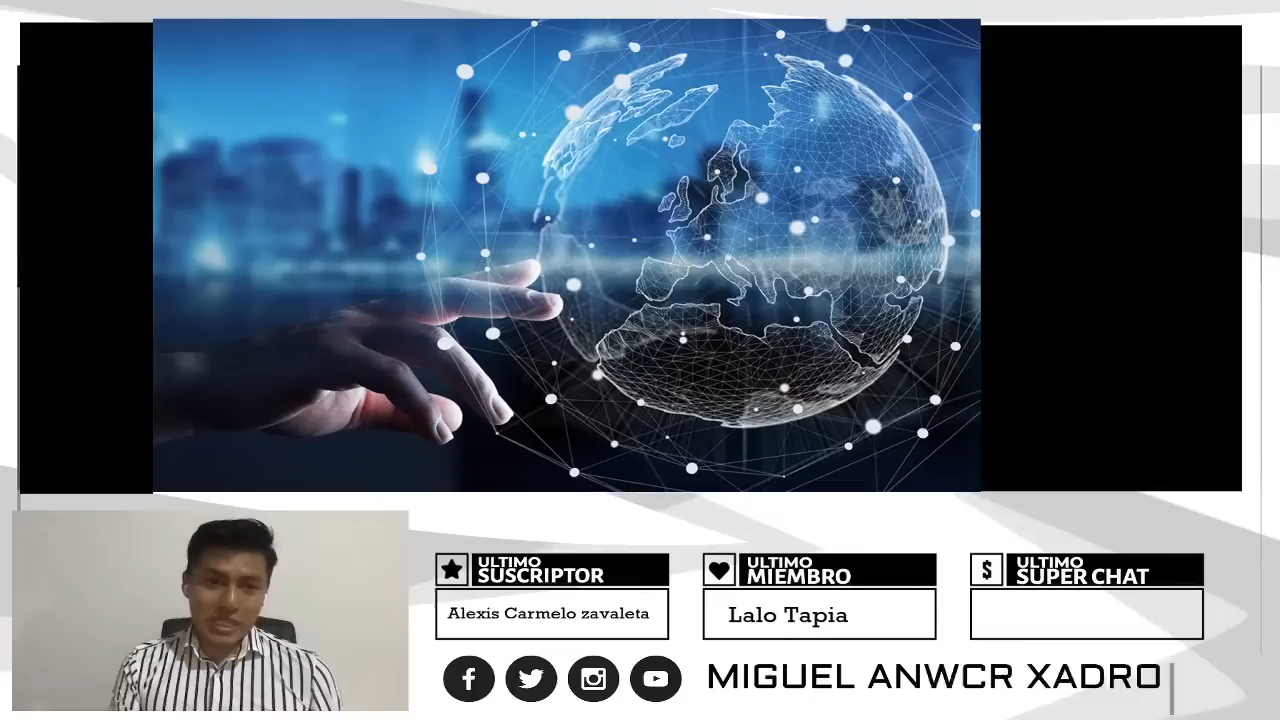 ULTIMO
SUSCRIPTOR
Alexis Carmelo zavaleta
ULTIMO
MIEMBRO
Lalo Tapia
$ ULTIMO
SUPER CHAT
MIGUEL ANWCR XADRO